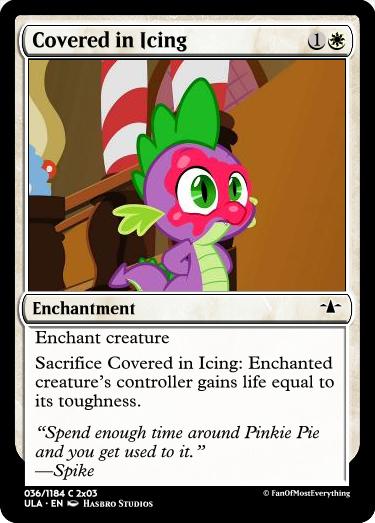 Covered in Icing 1
Enchantment
Enchant creature
Sacrifice Covered in Icing: Enchanted
creature's controller gains life equal to
its toughness.
“Spend enough time around Pinkie Pie
and you get used to it.”
—Spike
036/1184 C 2x03
ULA • EN Hasbro Studios © FanOfMostEverything